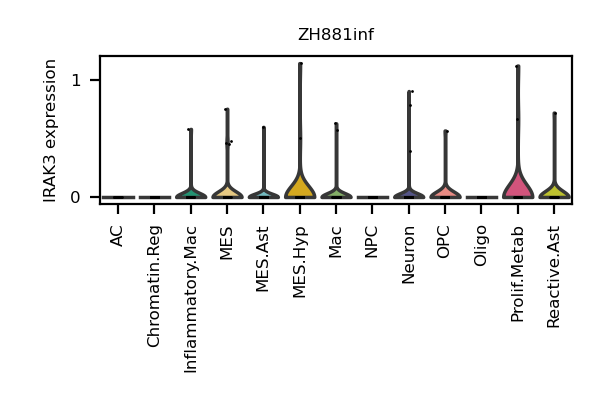 ZH881inf
IRAK3 expression
1
0
AC
Chromatin.Reg
Inflammatory.Mac
MES
MES.Ast
MES.Hyp
Mac
NPC
Neuron
OPC
Oligo
Prolif.Metab
Reactive.Ast